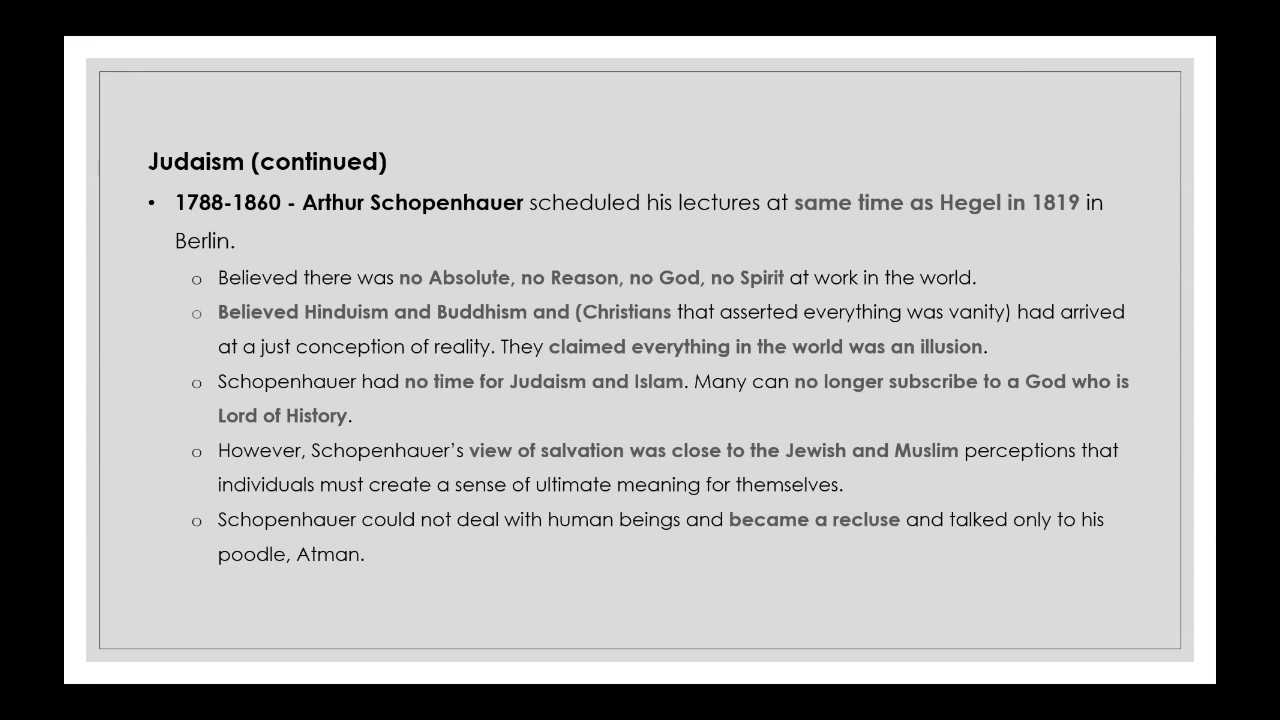 Judaism (continued)
• 1788-1860 - Arthur Schopenhauer scheduled his lectures at same time as Hegel in 1819 in
Berlin.
o Believed there was no Absolute, no Reason, no God, no Spirit at work in the world.
o Believed Hinduism and Buddhism and (Christians that asserted everything was vanity) had arrived
at a just conception of reality. They claimed everything in the world was an illusion.
o Schopenhauer had no time for Judaism and Islam. Many can no longer subscribe to a God who is
Lord of History.
o However, Schopenhauer’s view of salvation was close to the Jewish and Muslim perceptions that
individuals must create a sense of ultimate meaning for themselves.
o Schopenhauer could not deal with human beings and became a recluse and talked only to his
poodle, Atman.